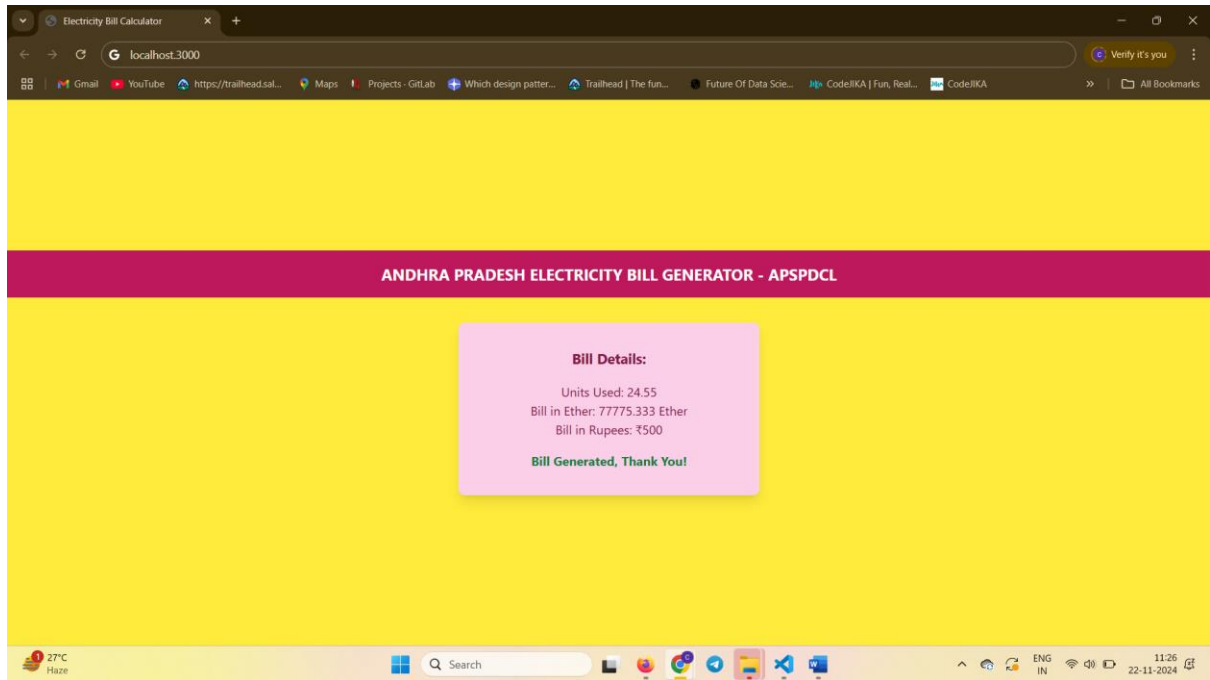 Electricity Bill Calculator
localhost:3000
Verify it's you
Gmail YouTube https://trailhead.sal... Maps Projects - GitLab Which design patter... Trailhead | The fun... Future Of Data Scie... CodeJIKA | Fun, Real... CodeJIKA All Bookmarks
ANDHRA PRADESH ELECTRICITY BILL GENERATOR - APSPDCL
Bill Details:
Units Used: 24.55
Bill in Ether: 77775.333 Ether
Bill in Rupees: ₹500
Bill Generated, Thank You!
1 27°C
Haze
Search
ENG
IN
11:26
22-11-2024